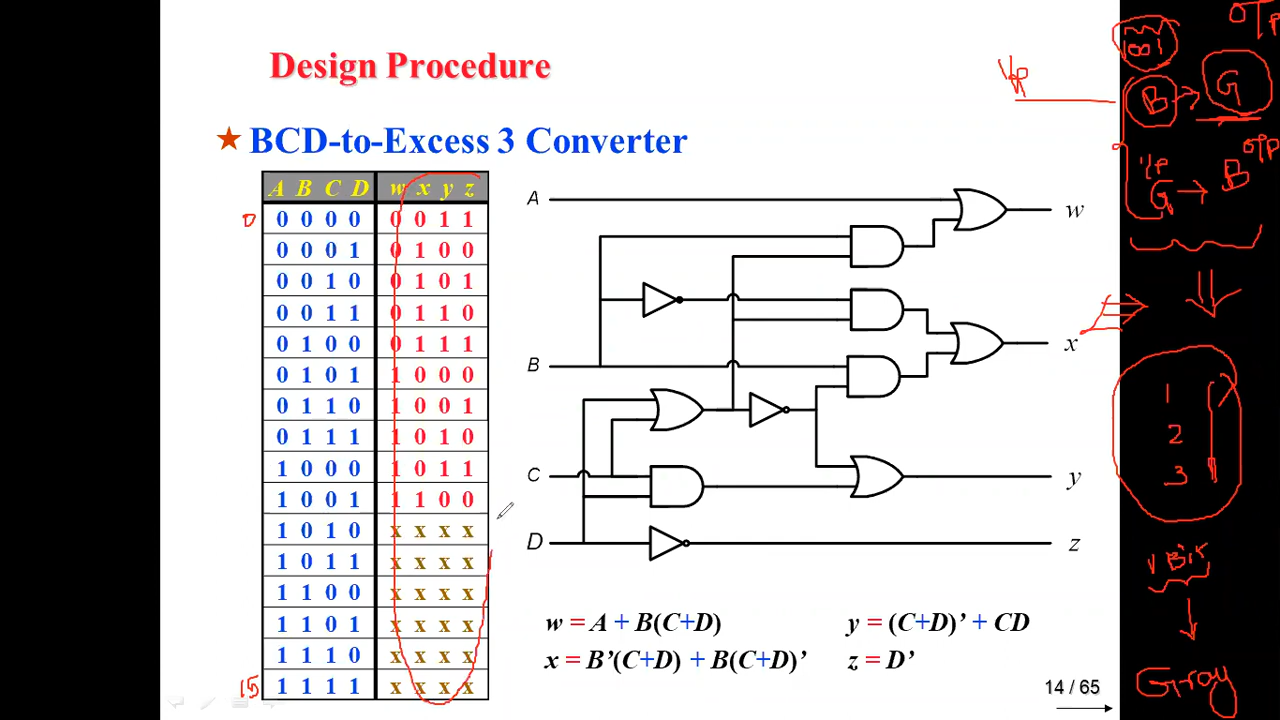 Design Procedure
★ BCD-to-Excess 3 Converter
A B C D w x y z
0 0 0 0 0 0 0 1 1
0 0 0 1 0 1 0 0
0 0 1 0 0 1 0 1
0 0 1 1 0 1 1 0
0 1 0 0 0 1 1 1
0 1 0 1 1 0 0 0
0 1 1 0 1 0 0 1
0 1 1 1 1 0 1 0
1 0 0 0 1 0 1 1
1 0 0 1 1 1 0 0
1 0 1 0 x x x x
1 0 1 1 x x x x
1 1 0 0 x x x x
1 1 0 1 x x x x
1 1 1 0 x x x x
15 1 1 1 1 x x x x
A
B
C
D
w
x
y
z
w = A + B(C+D)
x = B’(C+D) + B(C+D)’
y = (C+D)’ + CD
z = D’
14 / 65
I/P
O/P
B → G
I/P
O/P
G → B
1
2
3
1 Bit
Gray